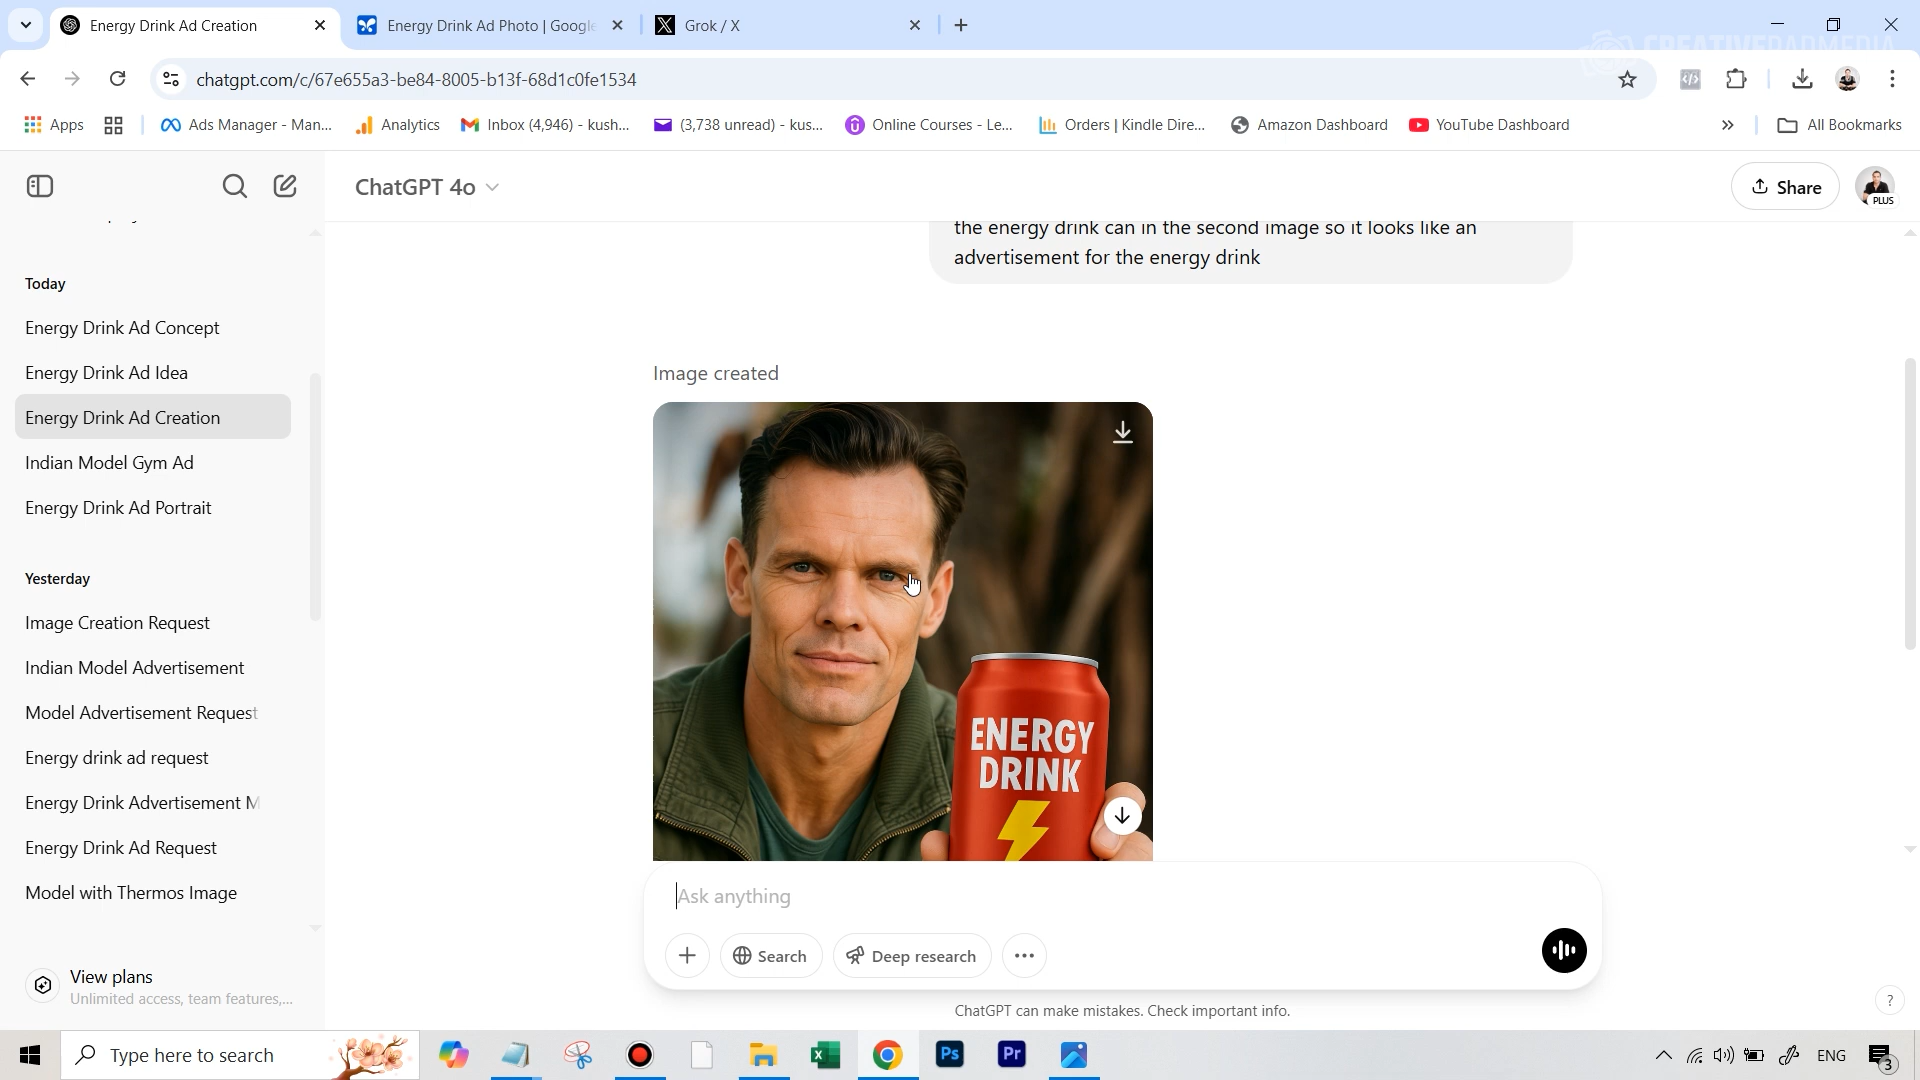 Energy Drink Ad Creation
Energy Drink Ad Photo | Google
Grok / X
CREATIVEPADMEDIA
chatgpt.com/c/67e655a3-be84-8005-b13f-68d1c0fe1534
Apps
Ads Manager - Man...
Analytics
Inbox (4,946) - kush...
(3,738 unread) - kus...
Online Courses - Le...
Orders | Kindle Dire...
Amazon Dashboard
YouTube Dashboard
All Bookmarks
ChatGPT 4o
Share
PLUS
the energy drink can in the second image so it looks like an
advertisement for the energy drink
Today
Energy Drink Ad Concept
Energy Drink Ad Idea
Energy Drink Ad Creation
Indian Model Gym Ad
Energy Drink Ad Portrait
Yesterday
Image Creation Request
Indian Model Advertisement
Model Advertisement Request
Energy drink ad request
Energy Drink Advertisement M
Energy Drink Ad Request
Model with Thermos Image
View plans
Unlimited access, team features,...
Image created
ENERGY
DRINK
Ask anything
Search
Deep research
ChatGPT can make mistakes. Check important info.
?
Type here to search
Ps
Pr
ENG
3